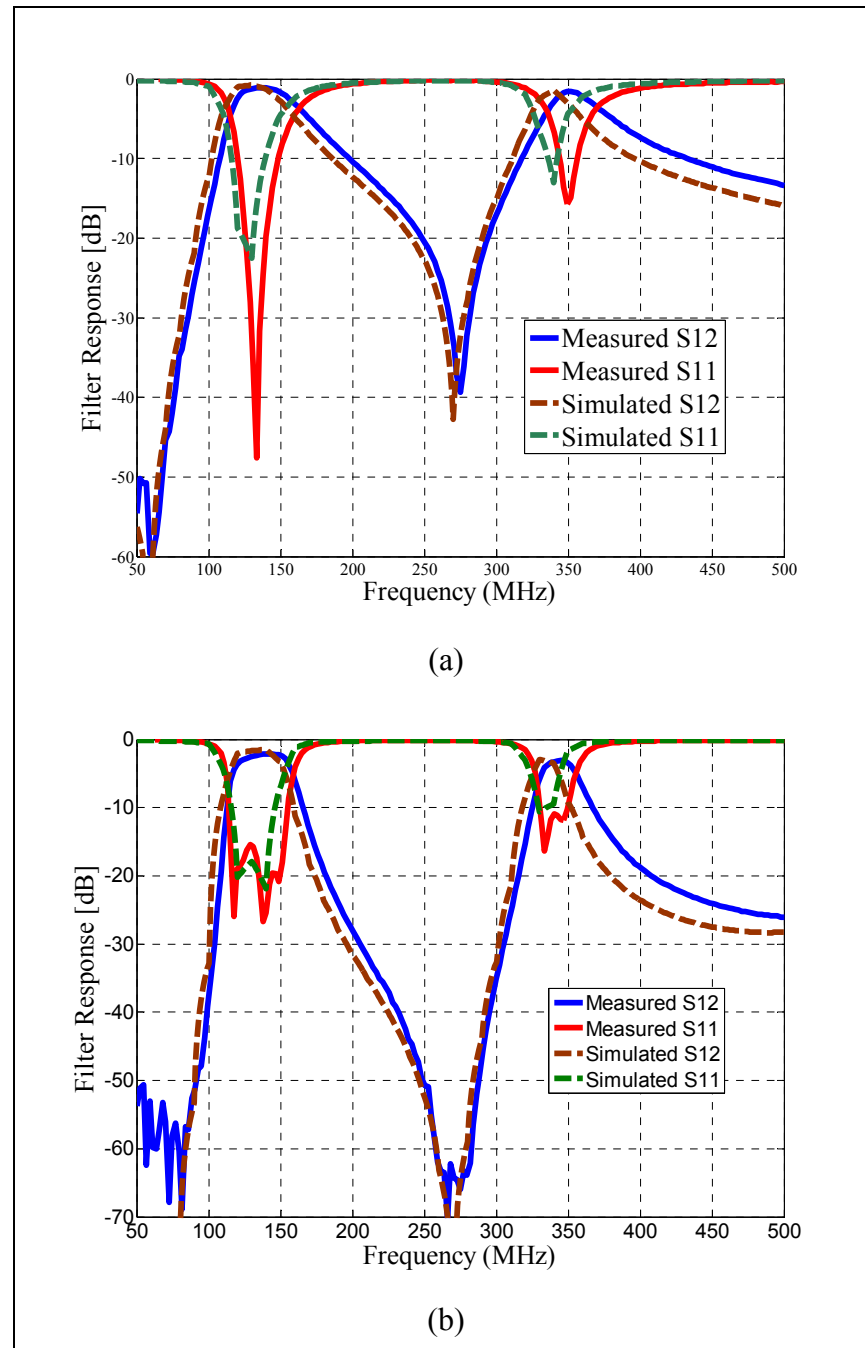 0
-10
-20
-30
-40
-50
-60
Filter Response [dB]
Measured S12
Measured S11
Simulated S12
Simulated S11
50 100 150 200 250 300 350 400 450 500
Frequency (MHz)
(a)
0
-10
-20
-30
-40
-50
-60
-70
Filter Response [dB]
Measured S12
Measured S11
Simulated S12
Simulated S11
50 100 150 200 250 300 350 400 450 500
Frequency (MHz)
(b)